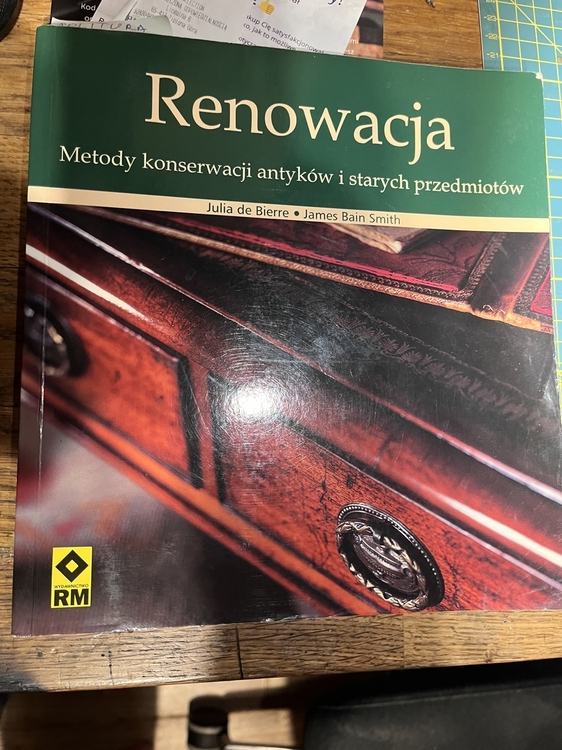 Renowacja
Metody konserwacji antyków i starych przedmiotów
Julia de Bierre • James Bain Smith
WYDAWNICTWO
RM